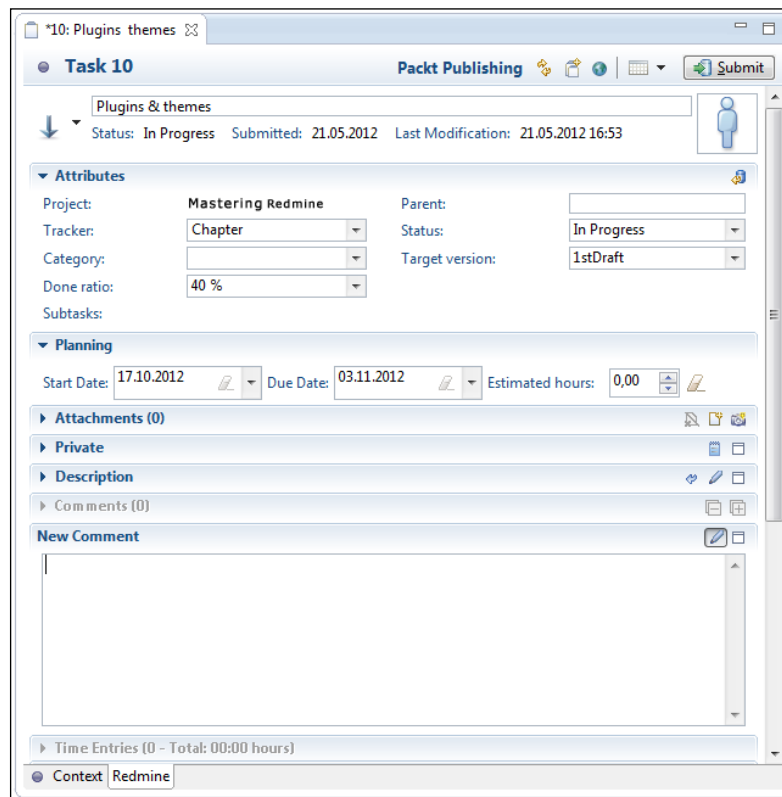 *10: Plugins themes
Task 10 Packt Publishing Submit
Plugins & themes
Status: In Progress Submitted: 21.05.2012 Last Modification: 21.05.2012 16:53
Attributes
Project: Mastering Redmine Parent:
Tracker: Chapter Status: In Progress
Category: Target version: 1stDraft
Done ratio: 40 %
Subtasks:
Planning
Start Date: 17.10.2012 Due Date: 03.11.2012 Estimated hours: 0,00
Attachments (0)
Private
Description
Comments (0)
New Comment
Time Entries (0 - Total: 00:00 hours)
Context Redmine